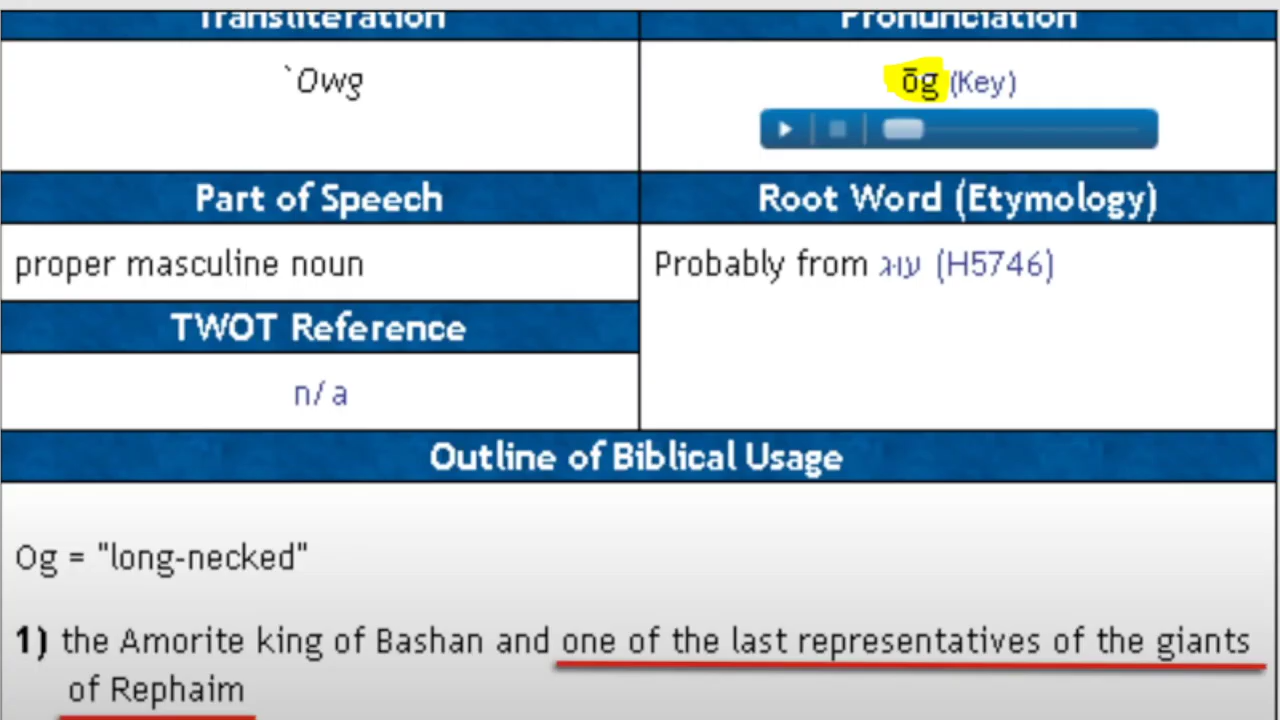 Transliteration
Pronunciation
`Owg
ōg (Key)
Part of Speech
Root Word (Etymology)
proper masculine noun
Probably from עוּג (H5746)
TWOT Reference
n/a
Outline of Biblical Usage
Og = "long-necked"
1) the Amorite king of Bashan and one of the last representatives of the giants
of Rephaim